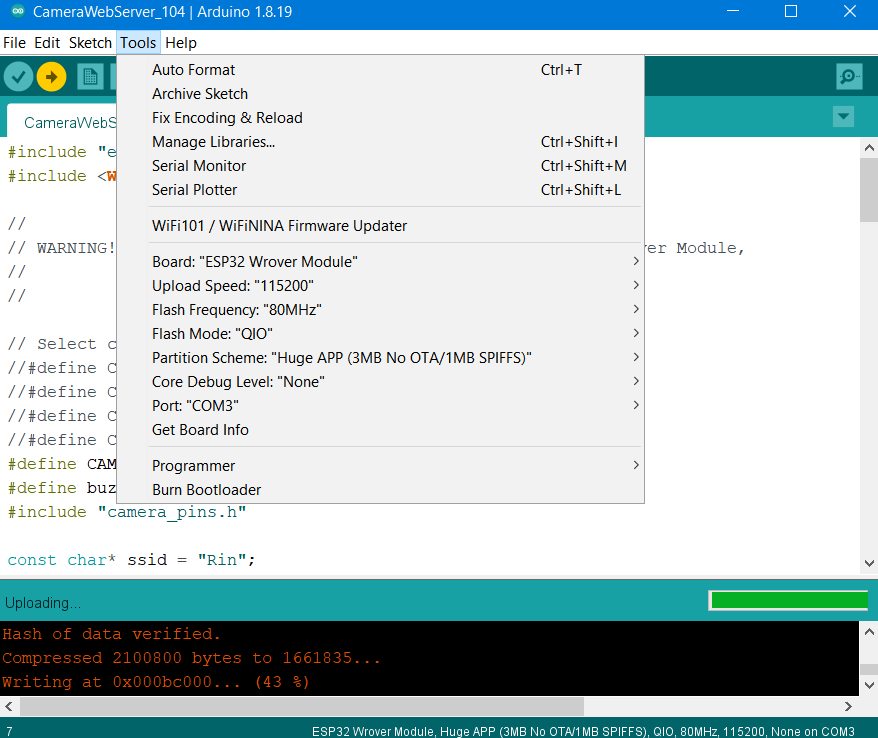 CameraWebServer_104 | Arduino 1.8.19
File Edit Sketch Tools Help
Auto Format Ctrl+T
Archive Sketch
Fix Encoding & Reload
Manage Libraries... Ctrl+Shift+I
Serial Monitor Ctrl+Shift+M
Serial Plotter Ctrl+Shift+L
WiFi101 / WiFiNINA Firmware Updater
Board: "ESP32 Wrover Module"
Upload Speed: "115200"
Flash Frequency: "80MHz"
Flash Mode: "QIO"
Partition Scheme: "Huge APP (3MB No OTA/1MB SPIFFS)"
Core Debug Level: "None"
Port: "COM3"
Get Board Info
Programmer
Burn Bootloader
CameraWebS
#include "e
#include <W
//
// WARNING! er Module,
//
//
// Select c
//#define C
//#define C
//#define C
//#define C
#define CAM
#define buz
#include "camera_pins.h"
const char* ssid = "Rin";
Uploading...
Hash of data verified.
Compressed 2100800 bytes to 1661835...
Writing at 0x000bc000... (43 %)
7 ESP32 Wrover Module, Huge APP (3MB No OTA/1MB SPIFFS), QIO, 80MHz, 115200, None on COM3